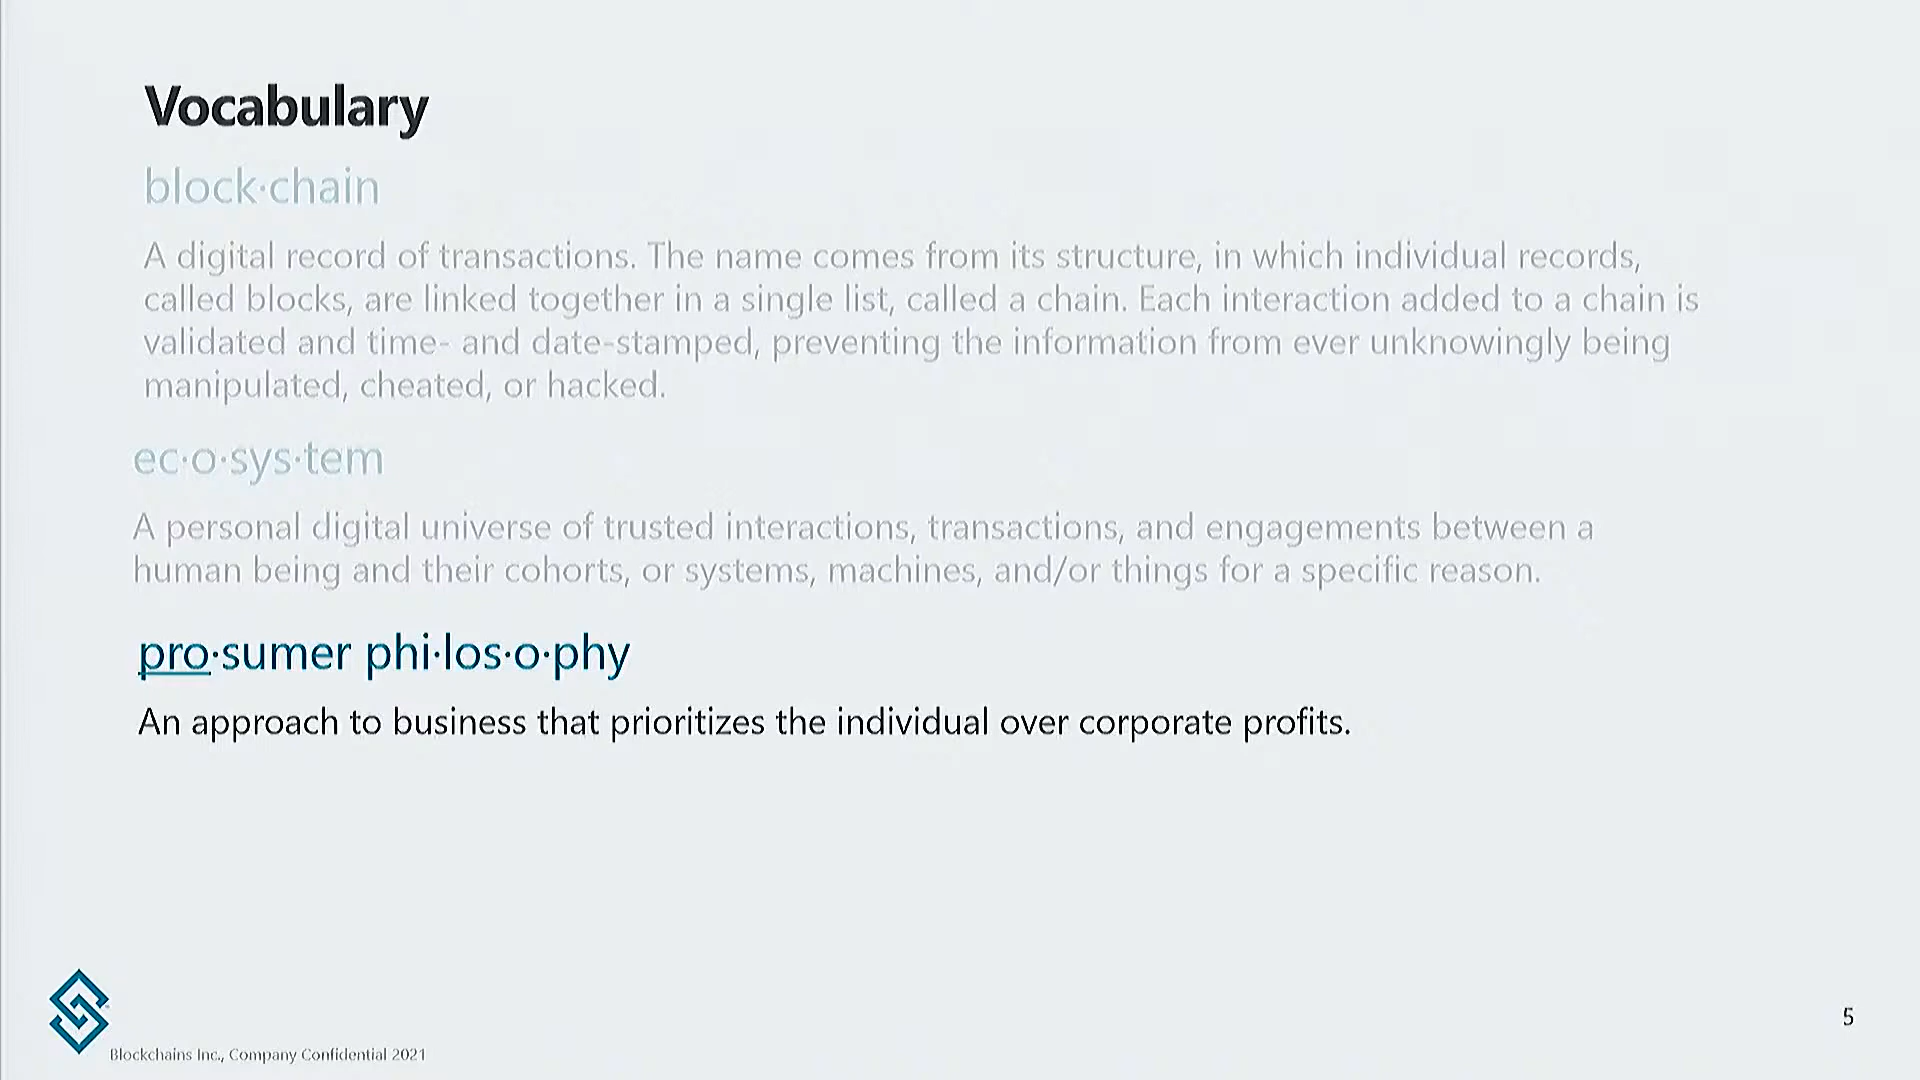 Vocabulary
block·chain
A digital record of transactions. The name comes from its structure, in which individual records,
called blocks, are linked together in a single list, called a chain. Each interaction added to a chain is
validated and time- and date-stamped, preventing the information from ever unknowingly being
manipulated, cheated, or hacked.
ec·o·sys·tem
A personal digital universe of trusted interactions, transactions, and engagements between a
human being and their cohorts, or systems, machines, and/or things for a specific reason.
pro·sumer phi·los·o·phy
An approach to business that prioritizes the individual over corporate profits.
5
Blockchains Inc., Company Confidential 2021